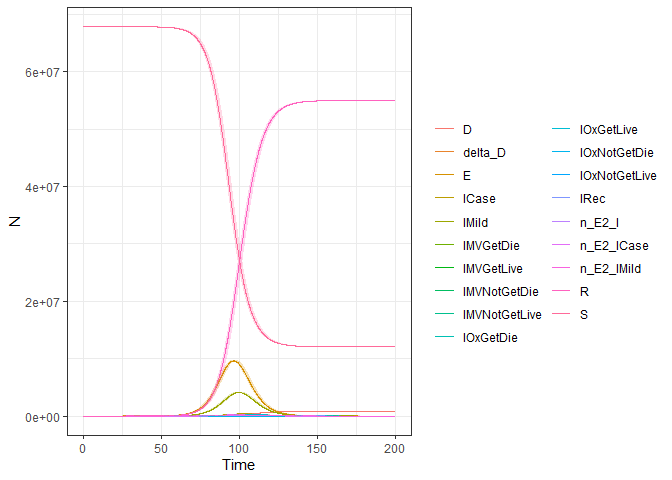 6e+07
4e+07
2e+07
0e+00
N
0
50
100
150
200
Time
D
delta_D
E
ICase
IMild
IMVGetDie
IMVGetLive
IMVNotGetDie
IMVNotGetLive
IOxGetDie
IOxGetLive
IOxNotGetDie
IOxNotGetLive
IRec
n_E2_I
n_E2_ICase
n_E2_IMild
R
S